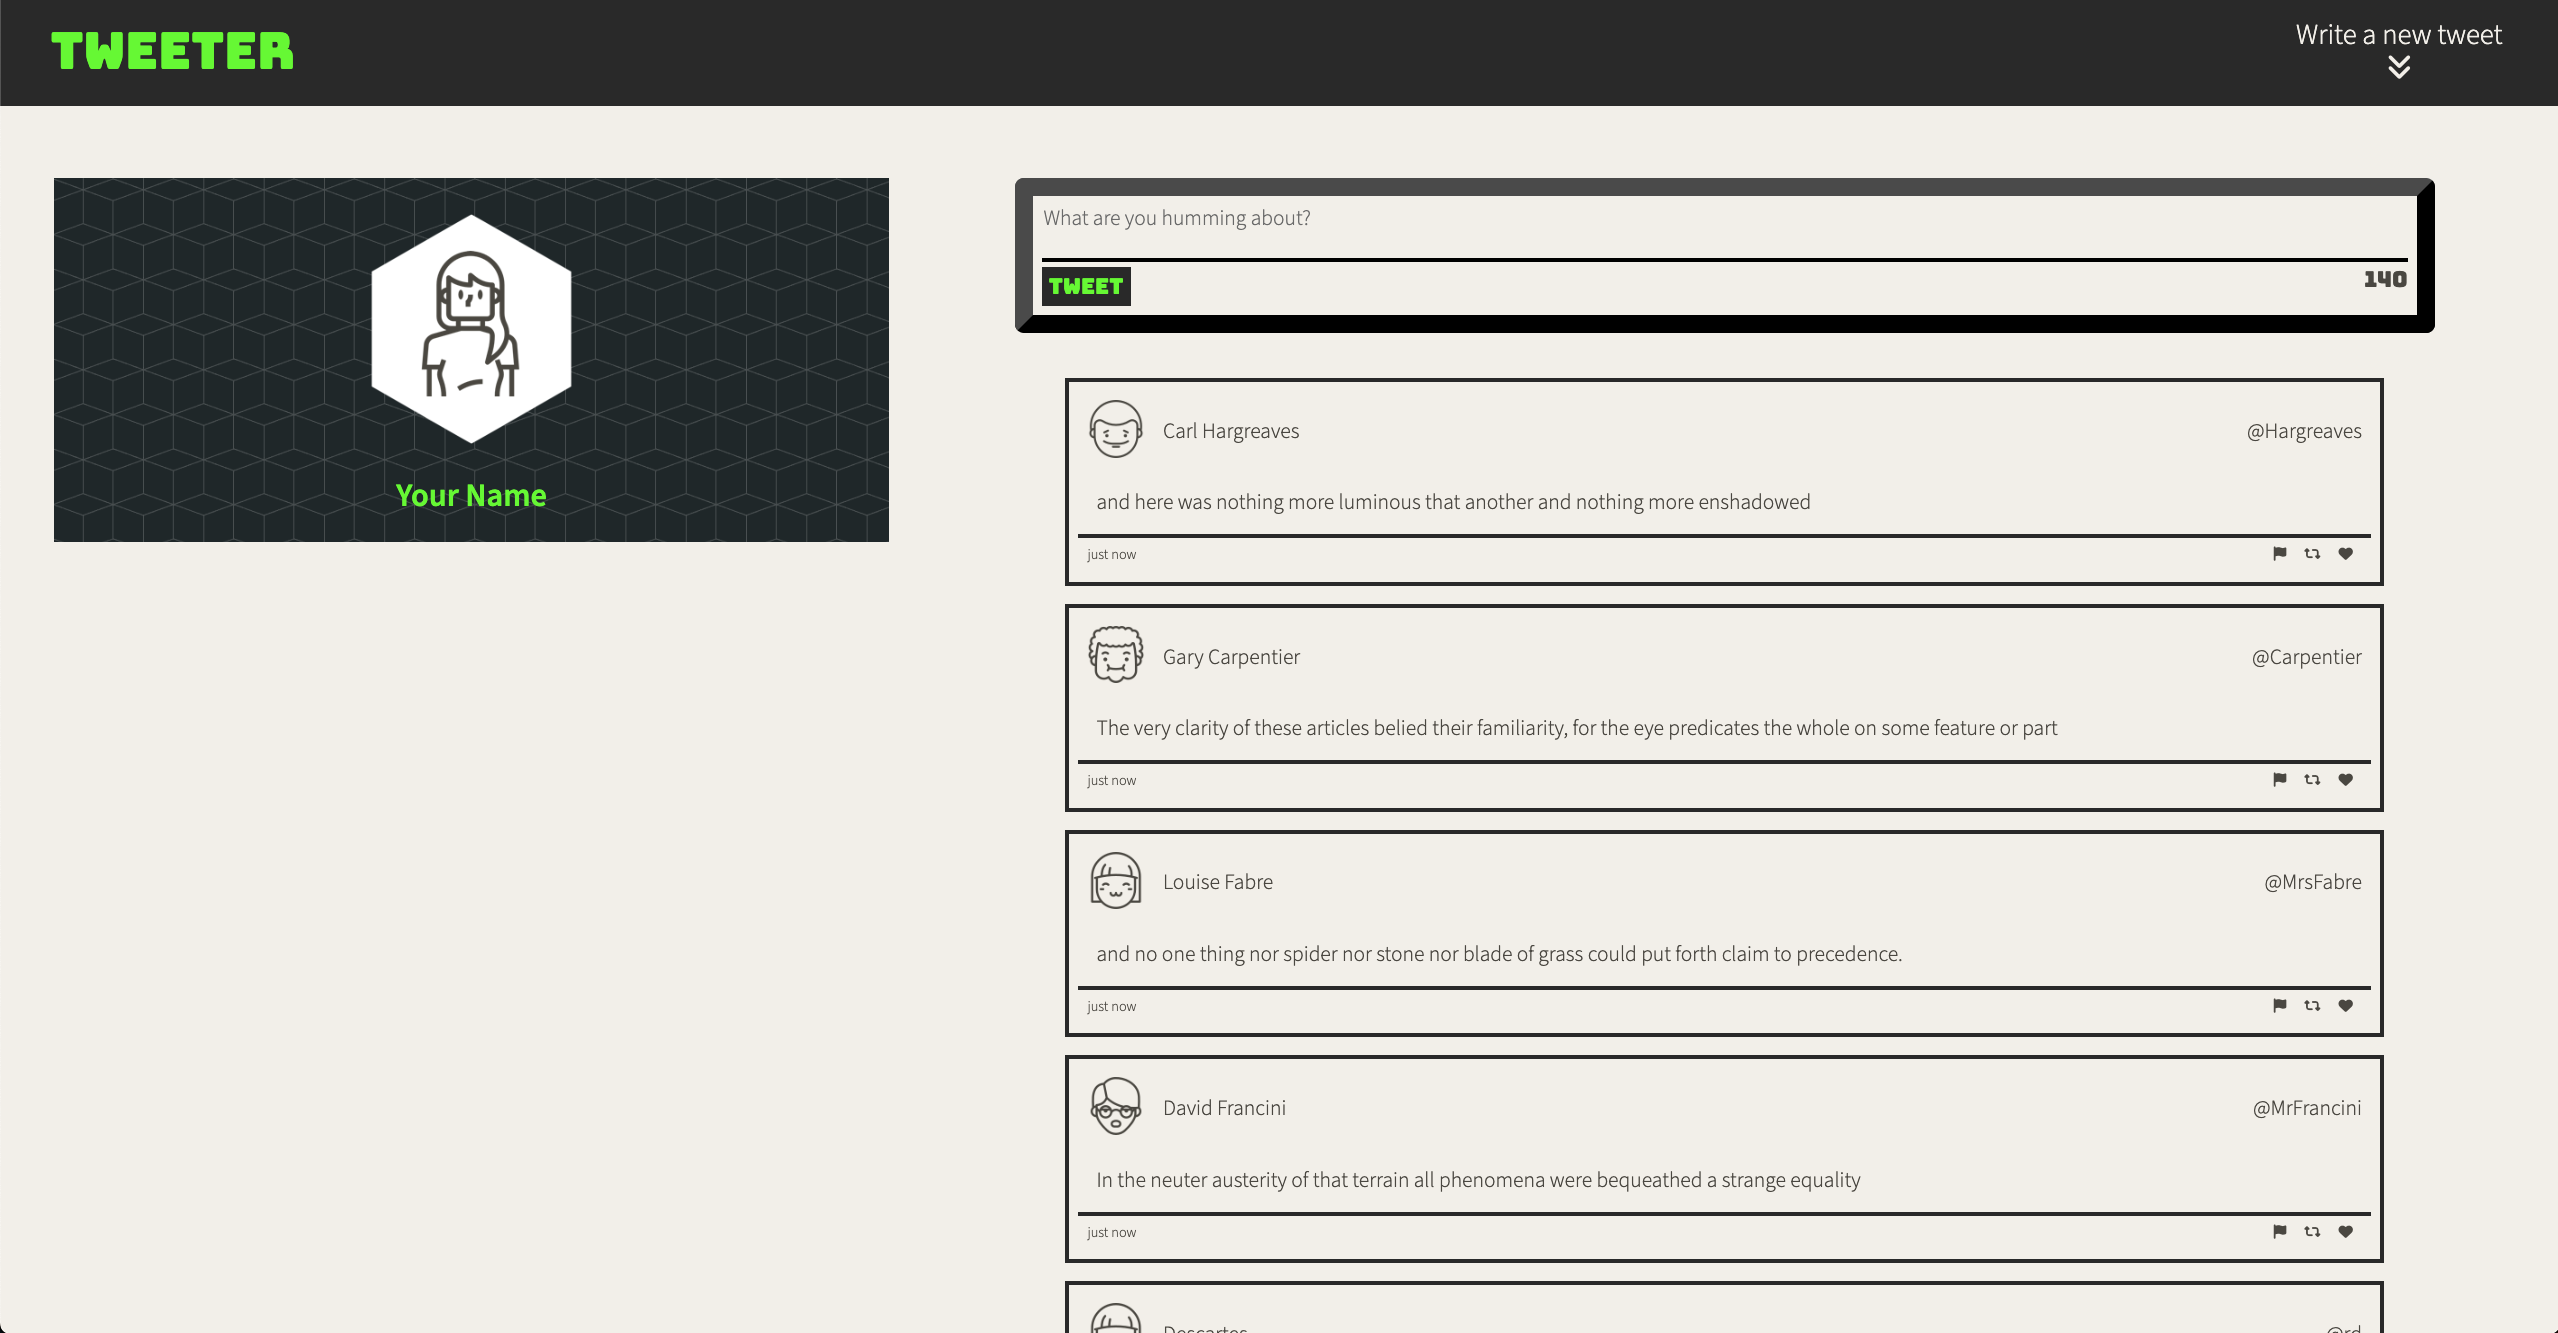 TWEETER
Write a new tweet
Your Name
What are you humming about?
TWEET
140
Carl Hargreaves
@Hargreaves
and here was nothing more luminous that another and nothing more enshadowed
just now
Gary Carpentier
@Carpentier
The very clarity of these articles belied their familiarity, for the eye predicates the whole on some feature or part
just now
Louise Fabre
@MrsFabre
and no one thing nor spider nor stone nor blade of grass could put forth claim to precedence.
just now
David Francini
@MrFrancini
In the neuter austerity of that terrain all phenomena were bequeathed a strange equality
just now
Descartes
@rd